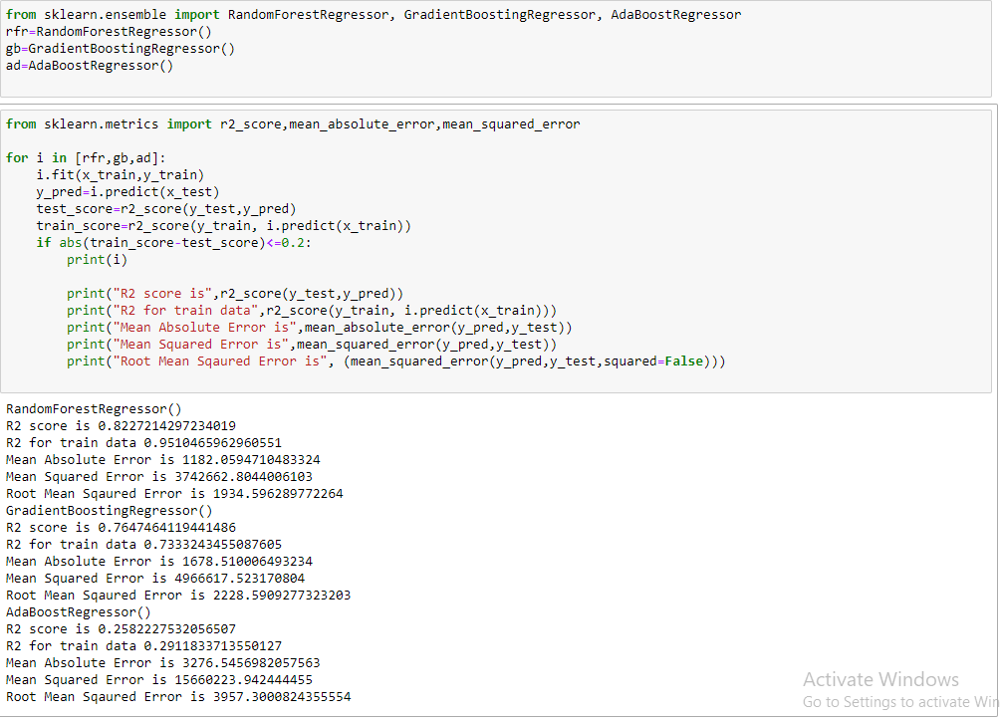 from sklearn.ensemble import RandomForestRegressor, GradientBoostingRegressor, AdaBoostRegressor
rfr=RandomForestRegressor()
gb=GradientBoostingRegressor()
ad=AdaBoostRegressor()
from sklearn.metrics import r2_score,mean_absolute_error,mean_squared_error
for i in [rfr,gb,ad]:
    i.fit(x_train,y_train)
    y_pred=i.predict(x_test)
    test_score=r2_score(y_test,y_pred)
    train_score=r2_score(y_train, i.predict(x_train))
    if abs(train_score-test_score)<=0.2:
        print(i)
        print("R2 score is",r2_score(y_test,y_pred))
        print("R2 for train data",r2_score(y_train, i.predict(x_train)))
        print("Mean Absolute Error is",mean_absolute_error(y_pred,y_test))
        print("Mean Squared Error is",mean_squared_error(y_pred,y_test))
        print("Root Mean Sqaured Error is", (mean_squared_error(y_pred,y_test,squared=False)))
RandomForestRegressor()
R2 score is 0.8227214297234019
R2 for train data 0.9510465962960551
Mean Absolute Error is 1182.0594710483324
Mean Squared Error is 3742662.8044006103
Root Mean Sqaured Error is 1934.596289772264
GradientBoostingRegressor()
R2 score is 0.7647464119441486
R2 for train data 0.7333243455087605
Mean Absolute Error is 1678.510006493234
Mean Squared Error is 4966617.523170804
Root Mean Sqaured Error is 2228.5909277323203
AdaBoostRegressor()
R2 score is 0.2582227532056507
R2 for train data 0.2911833713550127
Mean Absolute Error is 3276.5456982057563
Mean Squared Error is 15660223.942444455
Root Mean Sqaured Error is 3957.3000824355554
Activate Windows
Go to Settings to activate Win